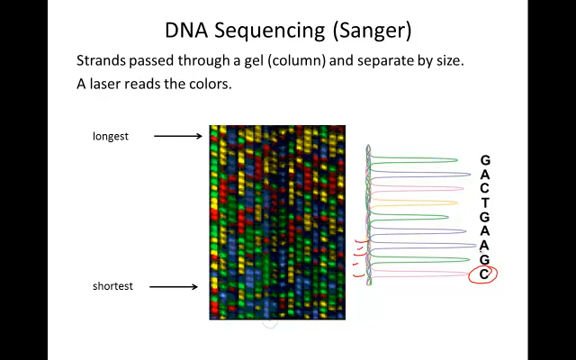 DNA Sequencing (Sanger)
Strands passed through a gel (column) and separate by size.
A laser reads the colors.
longest
shortest
G
A
C
T
G
A
A
G
C